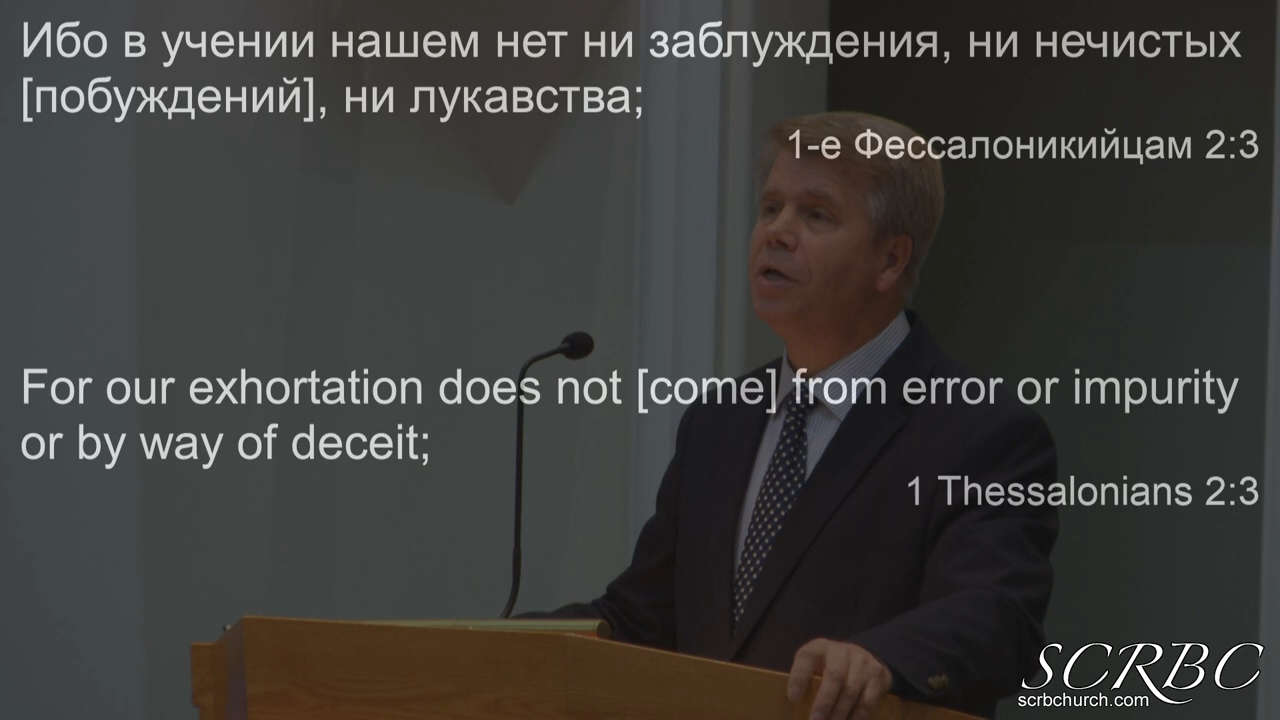 Ибо в учении нашем нет ни заблуждения, ни нечистых
[побуждений], ни лукавства;
1-е Фессалоникийцам 2:3
For our exhortation does not [come] from error or impurity
or by way of deceit;
1 Thessalonians 2:3
SCRBC
scrbchurch.com